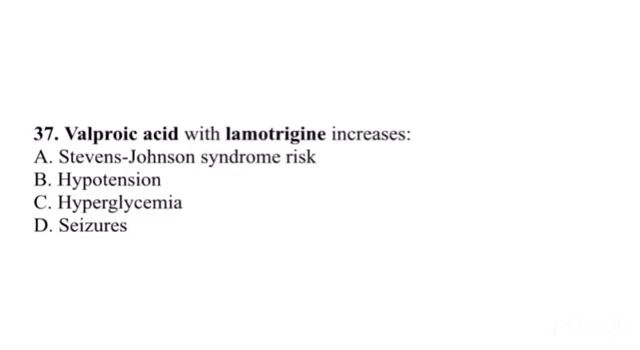 37. Valproic acid with lamotrigine increases:
A. Stevens-Johnson syndrome risk
B. Hypotension
C. Hyperglycemia
D. Seizures